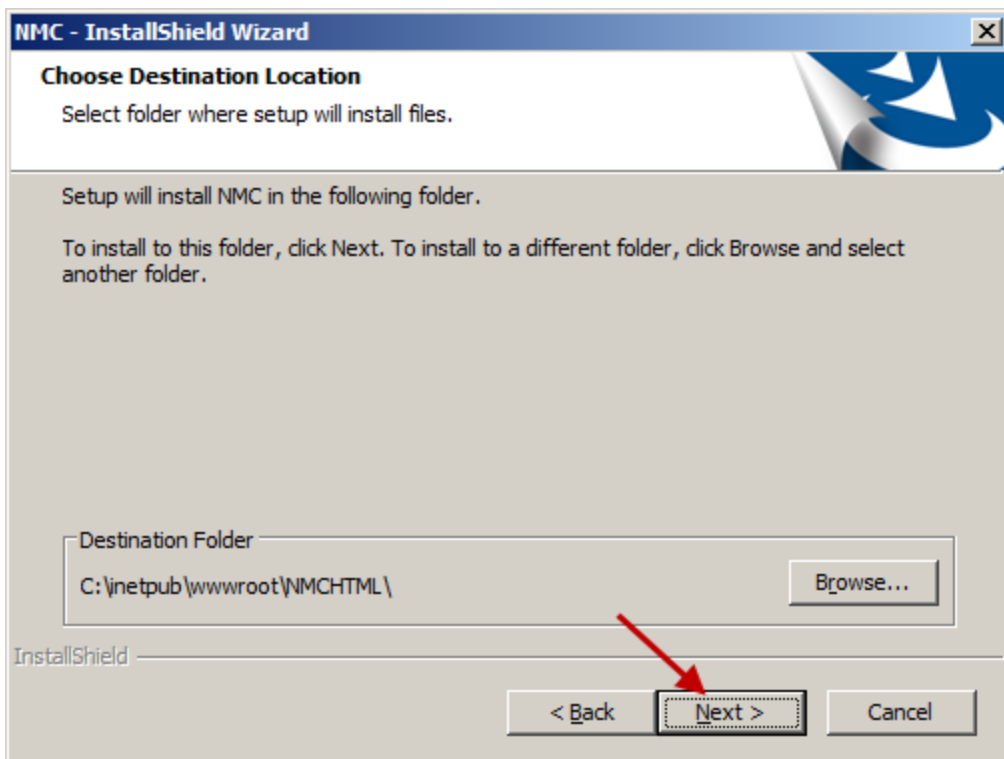 NMC - InstallShield Wizard
Choose Destination Location
Select folder where setup will install files.
Setup will install NMC in the following folder.
To install to this folder, click Next. To install to a different folder, click Browse and select
another folder.
Destination Folder
C:\inetpub\wwwroot\NMCHTML\
Browse...
InstallShield
< Back
Next >
Cancel